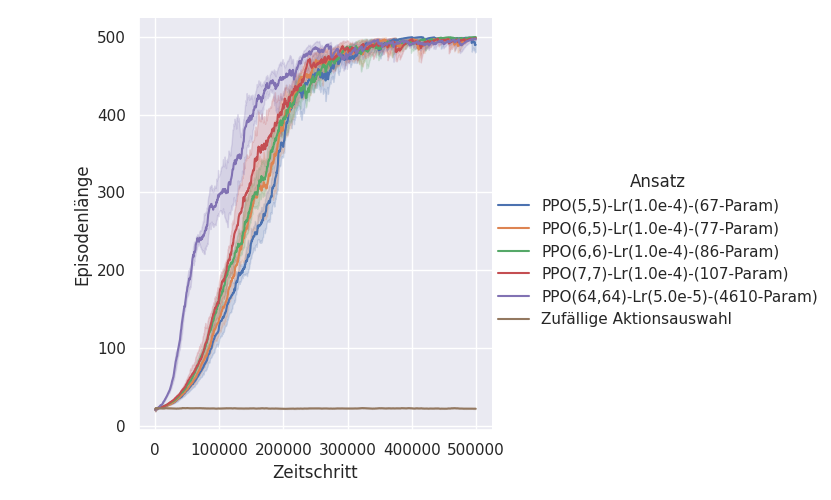 500
400
300
200
100
0
Episodenlänge
0 100000 200000 300000 400000 500000
Zeitschritt
Ansatz
PPO(5,5)-Lr(1.0e-4)-(67-Param)
PPO(6,5)-Lr(1.0e-4)-(77-Param)
PPO(6,6)-Lr(1.0e-4)-(86-Param)
PPO(7,7)-Lr(1.0e-4)-(107-Param)
PPO(64,64)-Lr(5.0e-5)-(4610-Param)
Zufällige Aktionsauswahl